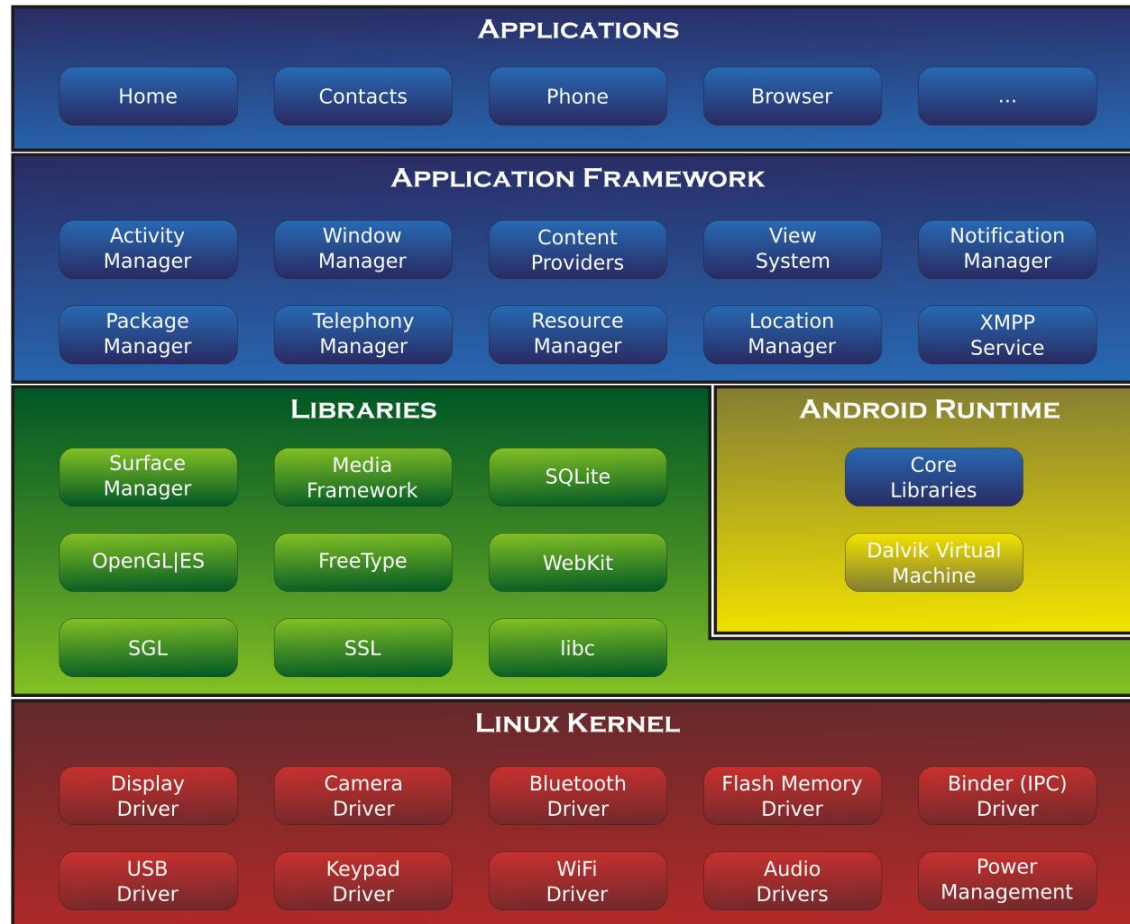 APPLICATIONS
Home
Contacts
Phone
Browser
...
APPLICATION FRAMEWORK
Activity
Manager
Window
Manager
Content
Providers
View
System
Notification
Manager
Package
Manager
Telephony
Manager
Resource
Manager
Location
Manager
XMPP
Service
LIBRARIES
Surface
Manager
Media
Framework
SQLite
OpenGL|ES
FreeType
WebKit
SGL
SSL
libc
ANDROID RUNTIME
Core
Libraries
Dalvik Virtual
Machine
LINUX KERNEL
Display
Driver
Camera
Driver
Bluetooth
Driver
Flash Memory
Driver
Binder (IPC)
Driver
USB
Driver
Keypad
Driver
WiFi
Driver
Audio
Drivers
Power
Management